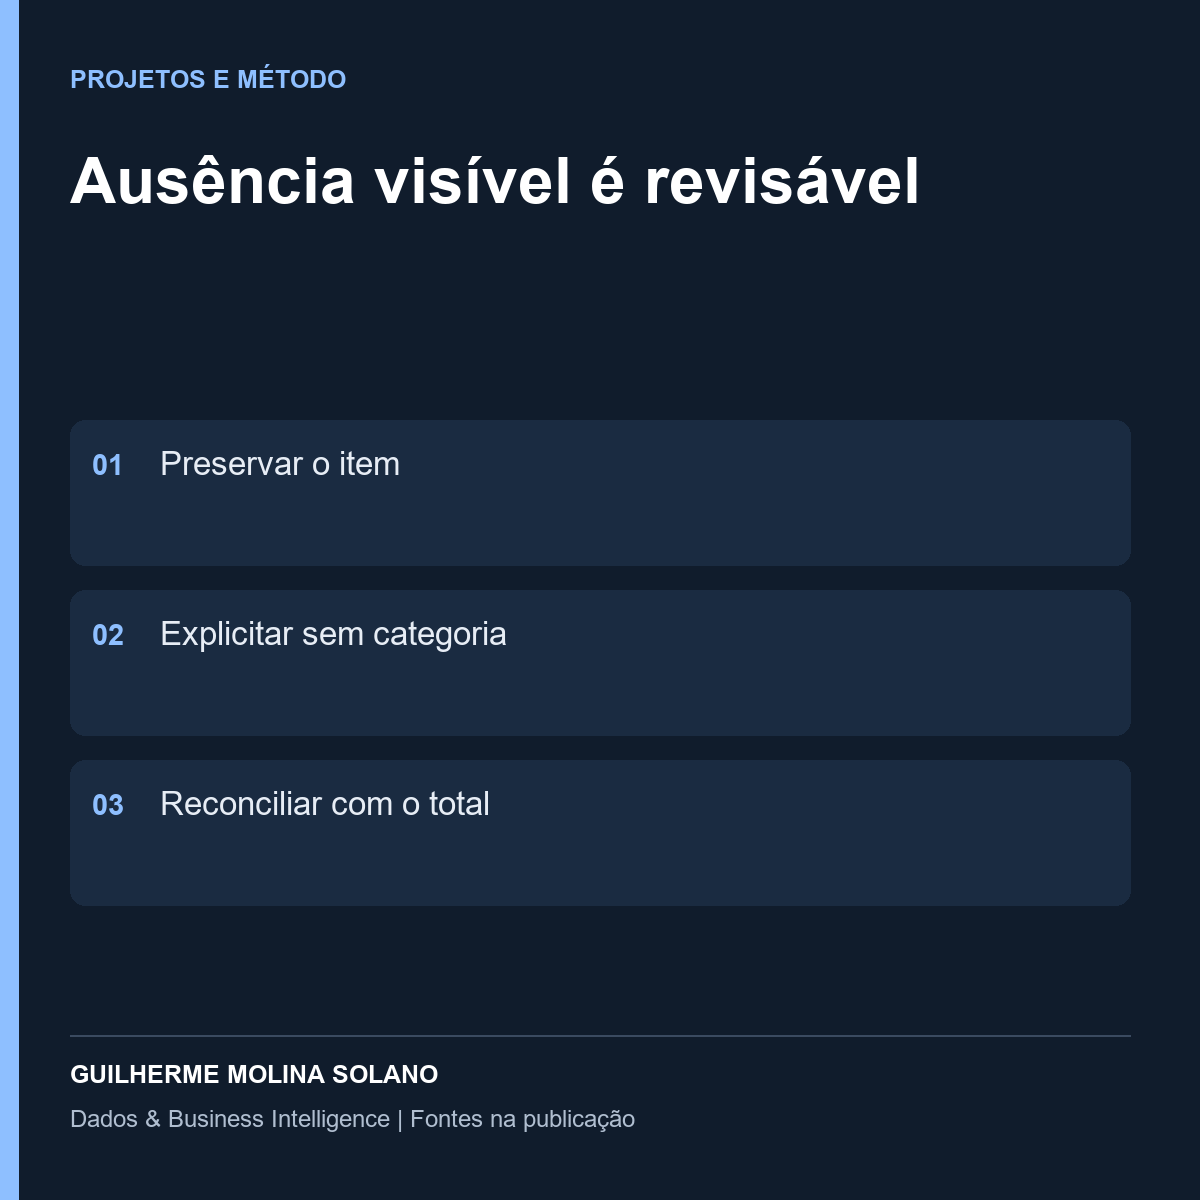 PROJETOS E MÉTODO
Ausência visível é revisável
01 Preservar o item
02 Explicitar sem categoria
03 Reconciliar com o total
GUILHERME MOLINA SOLANO
Dados & Business Intelligence | Fontes na publicação